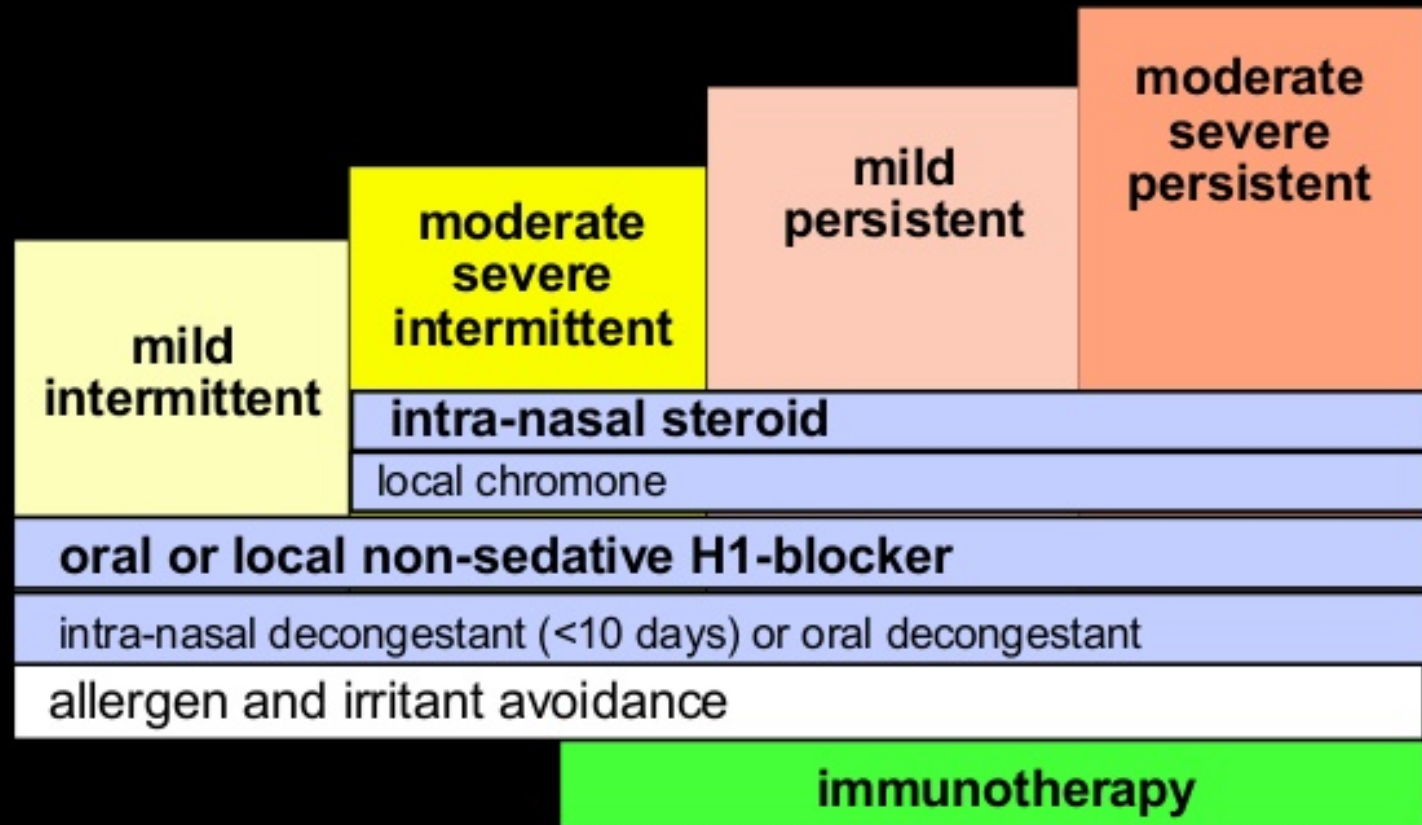 mild
intermittent
moderate
severe
intermittent
mild
persistent
moderate
severe
persistent
intra-nasal steroid
local chromone
oral or local non-sedative H1-blocker
intra-nasal decongestant (<10 days) or oral decongestant
allergen and irritant avoidance
immunotherapy